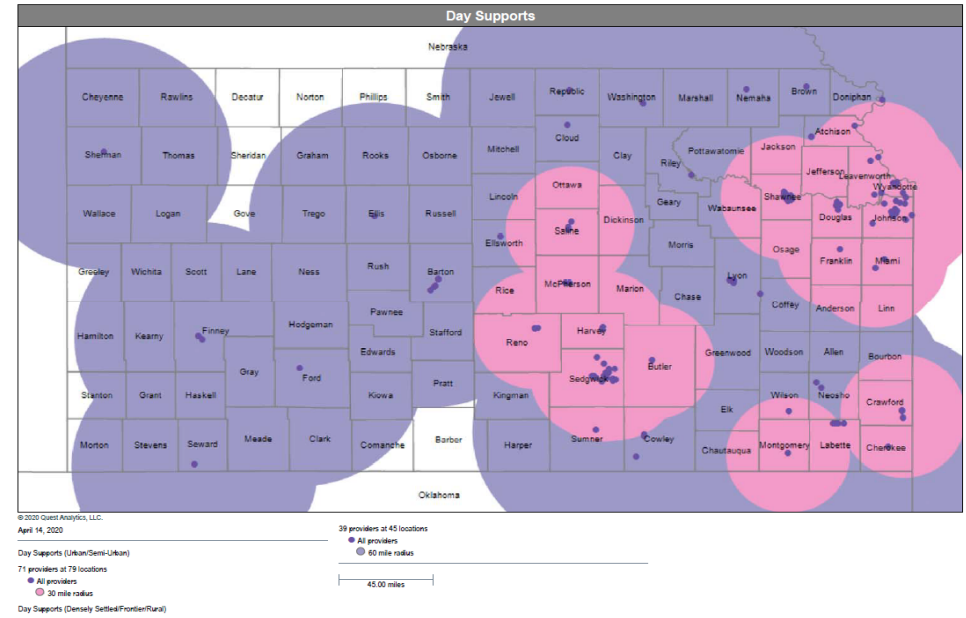 Day Supports
Nebraska
Cheyenne Rawlins Decatur Norton Phillips Smith Jewell Republic Washington Marshall Nemaha Brown Doniphan
Cloud Atchison
Sherman Thomas Sheridan Graham Rooks Osborne Mitchell Clay Riley Pottawatomie Jackson
Jefferson Leavenworth
Ottawa Wyandotte
Lincoln Geary Wabaunsee Shawnee
Wallace Logan Gove Trego Ellis Russell Saline Dickinson Douglas Johnson
Ellsworth Morris Osage
Greeley Wichita Scott Lane Ness Rush Barton Lyon Franklin Miami
Rice McPherson Marion Chase
Pawnee Coffey Anderson Linn
Hamilton Kearny Finney Hodgeman Stafford Reno Harvey
Edwards Greenwood Woodson Allen Bourbon
Gray Ford Sedgwick Butler
Pratt
Stanton Grant Haskell Kiowa Kingman Elk Wilson Neosho Crawford
Morton Stevens Seward Meade Clark Comanche Barber Harper Sumner Cowley Chautauqua Montgomery Labette Cherokee
Oklahoma
© 2020 Quest Analytics, LLC.
April 14, 2020
Day Supports (Urban/Semi-Urban)
71 providers at 79 locations
All providers
30 mile radius
Day Supports (Densely Settled/Frontier/Rural)
39 providers at 45 locations
All providers
60 mile radius
45.00 miles